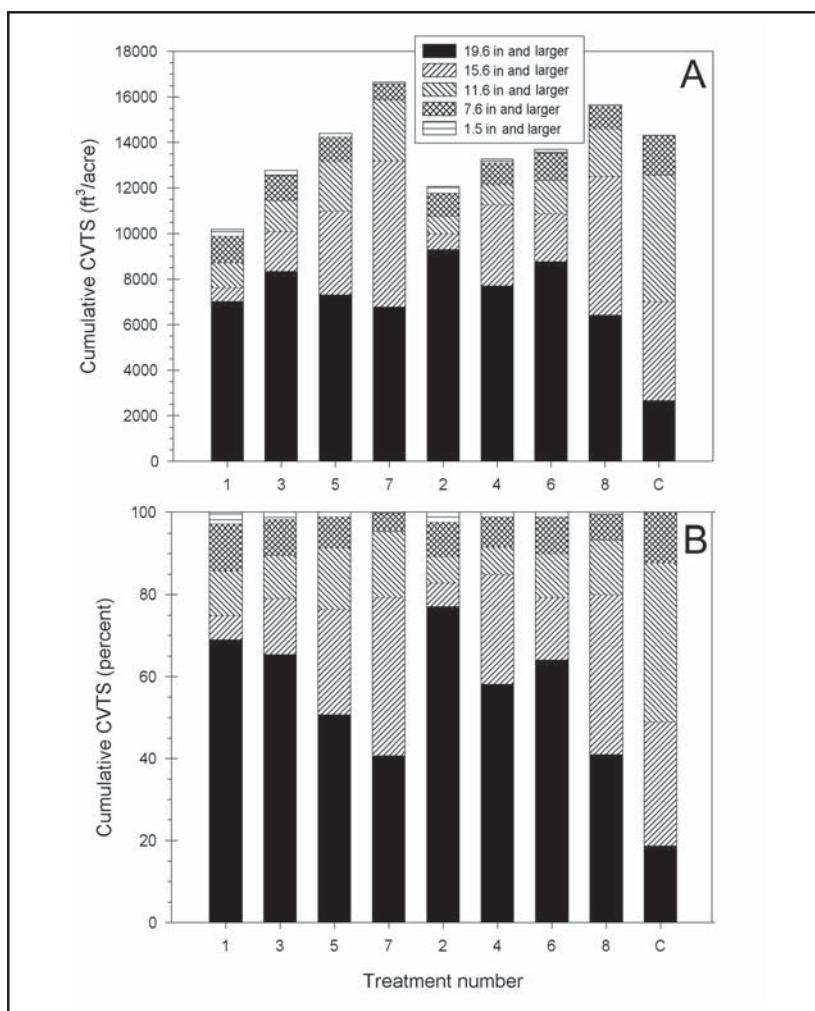 18000
16000
14000
12000
10000
8000
6000
4000
2000
0
Cumulative CVTS (ft³/acre)
19.6 in and larger
15.6 in and larger
11.6 in and larger
7.6 in and larger
1.5 in and larger
A
1 3 5 7 2 4 6 8 C
100
80
60
40
20
0
Cumulative CVTS (percent)
B
1 3 5 7 2 4 6 8 C
Treatment number